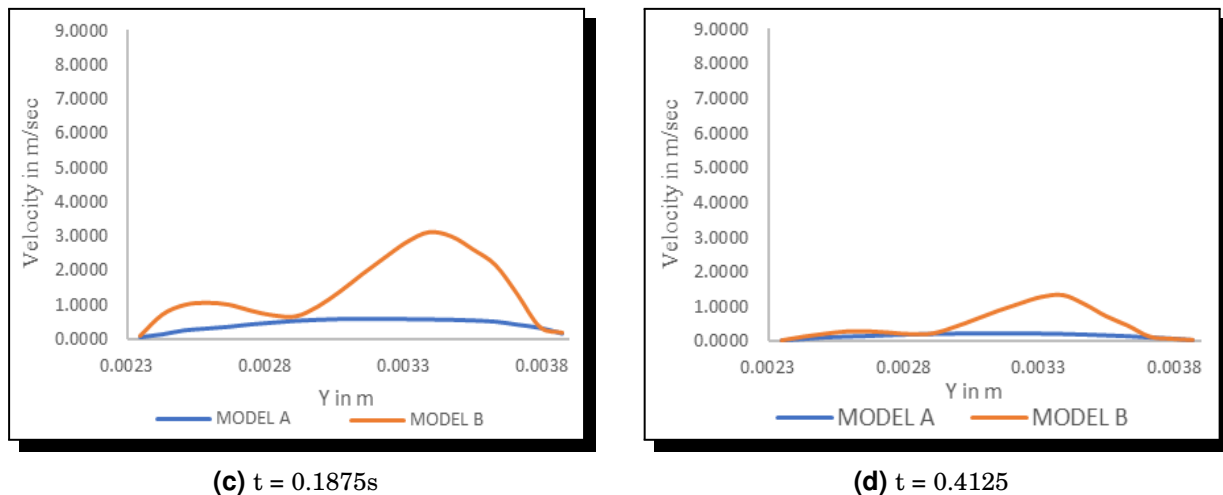 9.0000
8.0000
7.0000
6.0000
5.0000
4.0000
3.0000
2.0000
1.0000
0.0000
Velocity in m/sec
0.0023 0.0028 0.0033 0.0038
Y in m
MODEL A MODEL B
(c) t = 0.1875s
9.0000
8.0000
7.0000
6.0000
5.0000
4.0000
3.0000
2.0000
1.0000
0.0000
Velocity in m/sec
0.0023 0.0028 0.0033 0.0038
Y in m
MODEL A MODEL B
(d) t = 0.4125